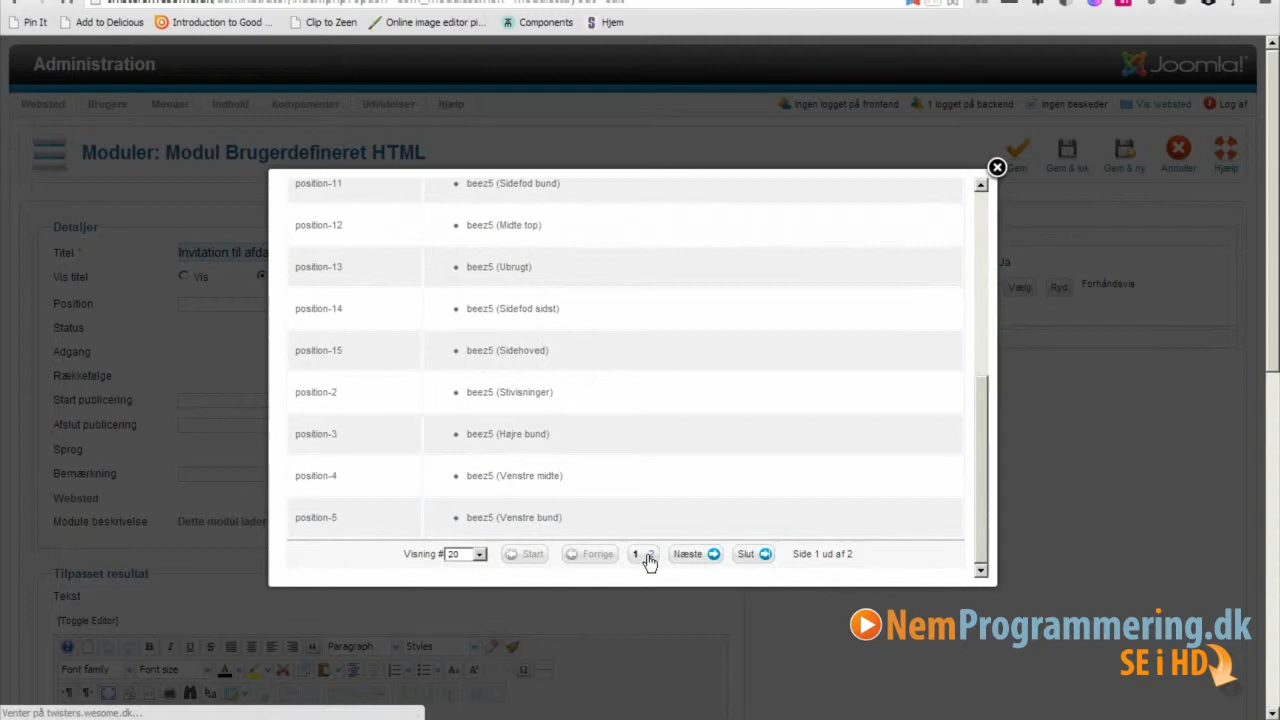 Pin It Add to Delicious Introduction to Good ... Clip to Zeen Online image editor pi... Components Hjem
Administration
Joomla!
Websted Brugere Menuer Indhold Komponenter Udvidelser Hjælp
Ingen logget på frontend 1 logget på backend Ingen beskeder Vis websted Log af
Moduler: Modul Brugerdefineret HTML
Gem Gem & luk Gem & ny Annuller Hjælp
Detaljer
Titel * Invitation til afda
Vis titel Vis
Position
Status
Adgang
Rækkefølge
Start publicering
Afslut publicering
Sprog
Bemærkning
Websted
Module beskrivelse Dette modul lader
Ja
Vælg Ryd Forhåndsvis
position-11 beez5 (Sidefod bund)
position-12 beez5 (Midte top)
position-13 beez5 (Ubrugt)
position-14 beez5 (Sidefod sidst)
position-15 beez5 (Sidehoved)
position-2 beez5 (Stivisninger)
position-3 beez5 (Højre bund)
position-4 beez5 (Venstre midte)
position-5 beez5 (Venstre bund)
Visning # 20 Start Forrige 1 2 Næste Slut Side 1 ud af 2
Tilpasset resultat
Tekst
[Toggle Editor]
B I U Paragraph Styles
Font family Font size
NemProgrammering.dk
SE i HD
Venter på twisters.wesome.dk...